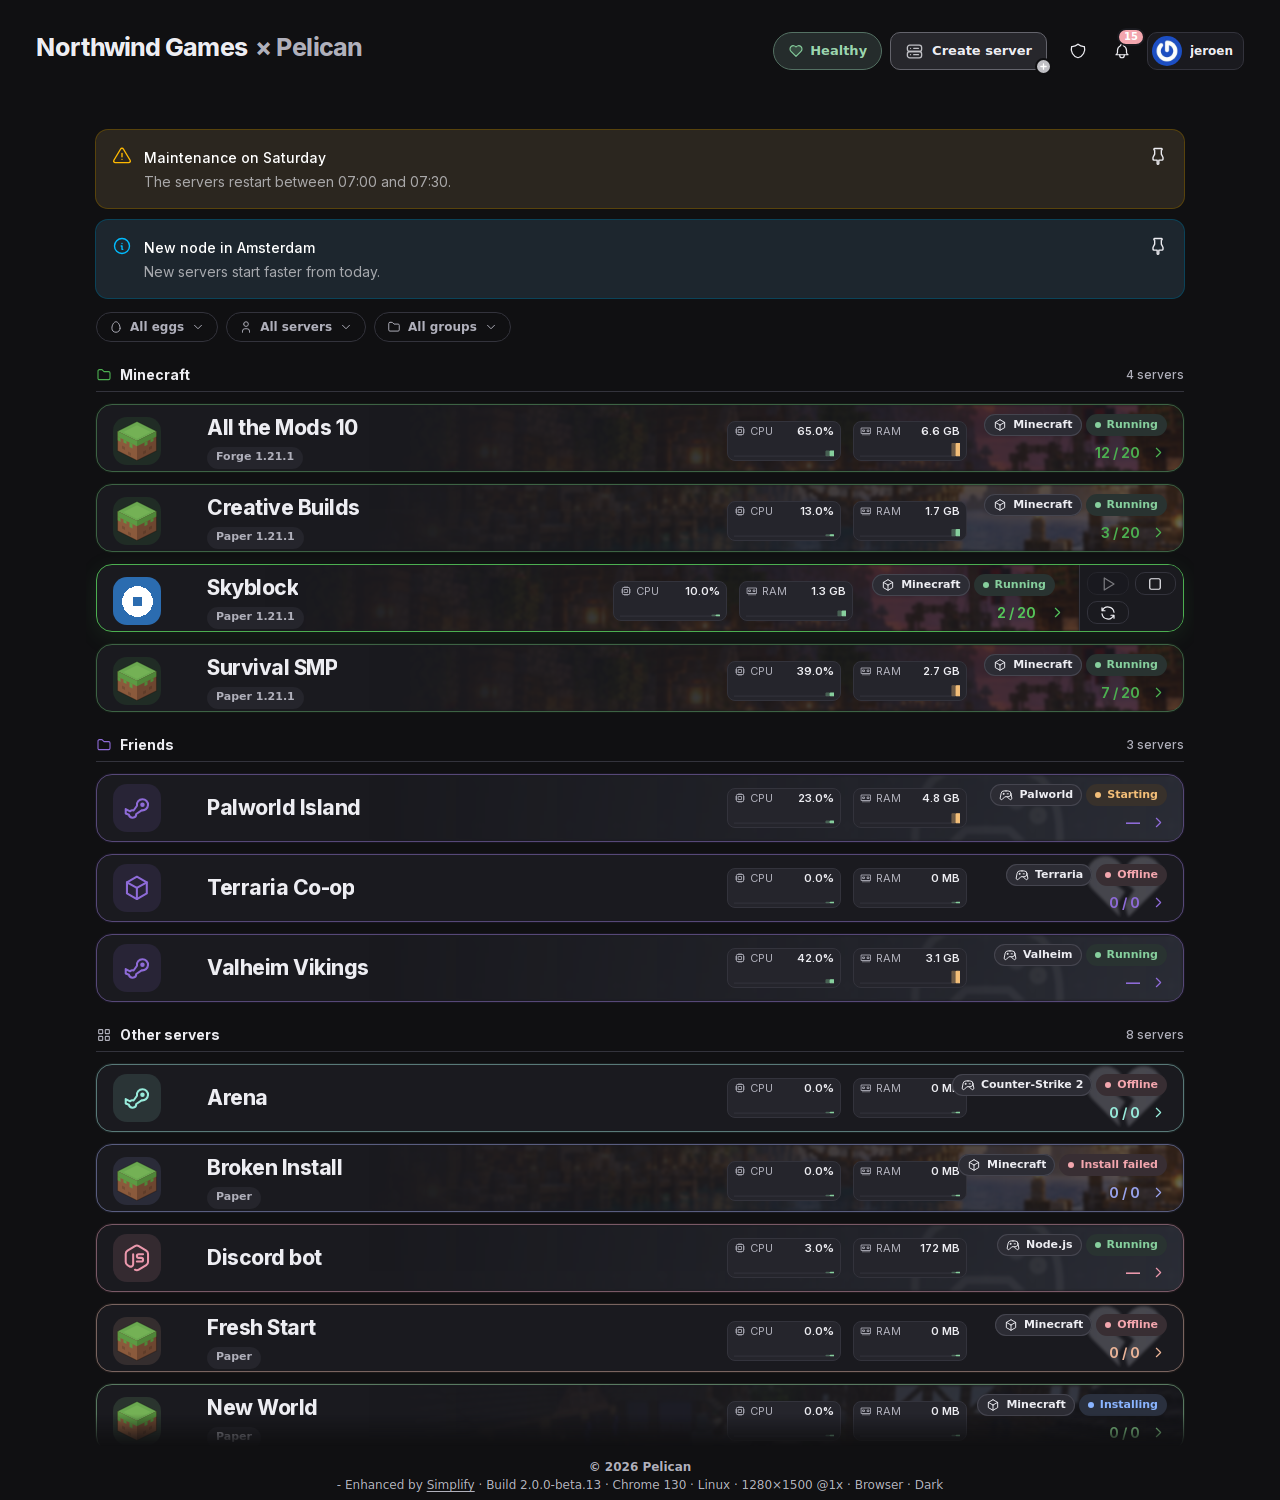 Northwind Games × Pelican
Healthy
Create server
15
jeroen
Maintenance on Saturday
The servers restart between 07:00 and 07:30.
New node in Amsterdam
New servers start faster from today.
All eggs
All servers
All groups
Minecraft
4 servers
All the Mods 10
Forge 1.21.1
CPU 65.0%
RAM 6.6 GB
Minecraft
Running
12 / 20
Creative Builds
Paper 1.21.1
CPU 13.0%
RAM 1.7 GB
Minecraft
Running
3 / 20
Skyblock
Paper 1.21.1
CPU 10.0%
RAM 1.3 GB
Minecraft
Running
2 / 20
Survival SMP
Paper 1.21.1
CPU 39.0%
RAM 2.7 GB
Minecraft
Running
7 / 20
Friends
3 servers
Palworld Island
CPU 23.0%
RAM 4.8 GB
Palworld
Starting
—
Terraria Co-op
CPU 0.0%
RAM 0 MB
Terraria
Offline
0 / 0
Valheim Vikings
CPU 42.0%
RAM 3.1 GB
Valheim
Running
—
Other servers
8 servers
Arena
CPU 0.0%
RAM 0
Counter-Strike 2
Offline
0 / 0
Broken Install
Paper
CPU 0.0%
RAM 0 MB
Minecraft
Install failed
0 / 0
Discord bot
CPU 3.0%
RAM 172 MB
Node.js
Running
—
Fresh Start
Paper
CPU 0.0%
RAM 0 MB
Minecraft
Offline
0 / 0
New World
Paper
CPU 0.0%
RAM 0 MB
Minecraft
Installing
0 / 0
© 2026 Pelican
- Enhanced by Simplify · Build 2.0.0-beta.13 · Chrome 130 · Linux · 1280×1500 @1x · Browser · Dark